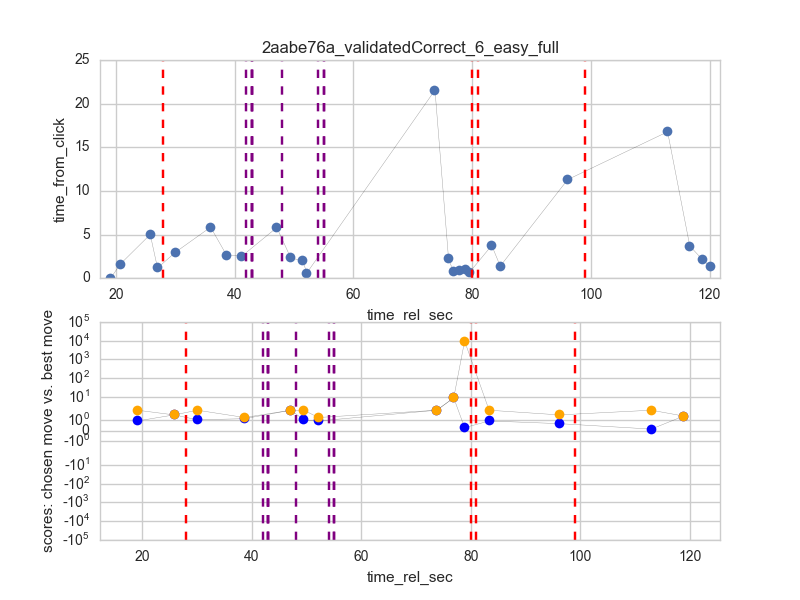 2aabe76a_validatedCorrect_6_easy_full
25
20
15
10
5
0
time_from_click
20 40 60 80 100 120
time_rel_sec
10^5
10^4
10^3
10^2
10^1
10^0
0
-10^0
-10^1
-10^2
-10^3
-10^4
-10^5
scores: chosen move vs. best move
20 40 60 80 100 120
time_rel_sec